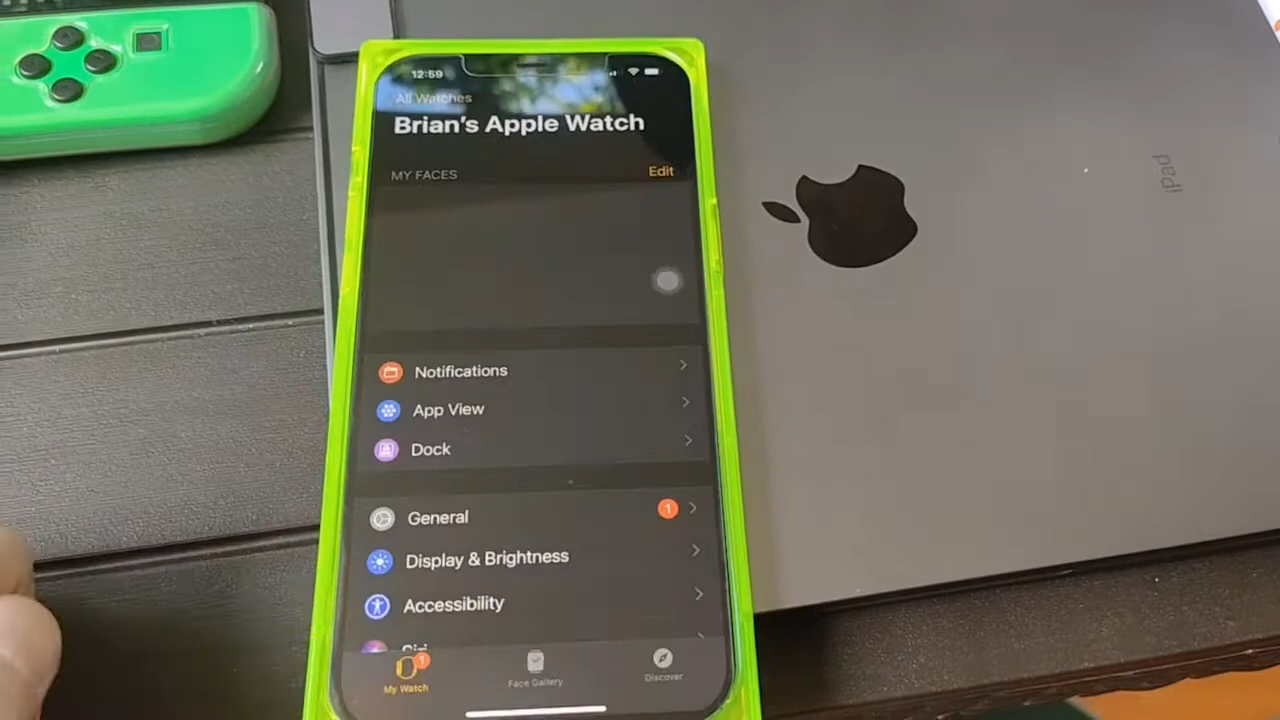 12:59
All Watches
Brian's Apple Watch
MY FACES
Edit
Notifications
App View
Dock
General
1
Display & Brightness
Accessibility
Siri
1
My Watch
Face Gallery
Discover
iPad